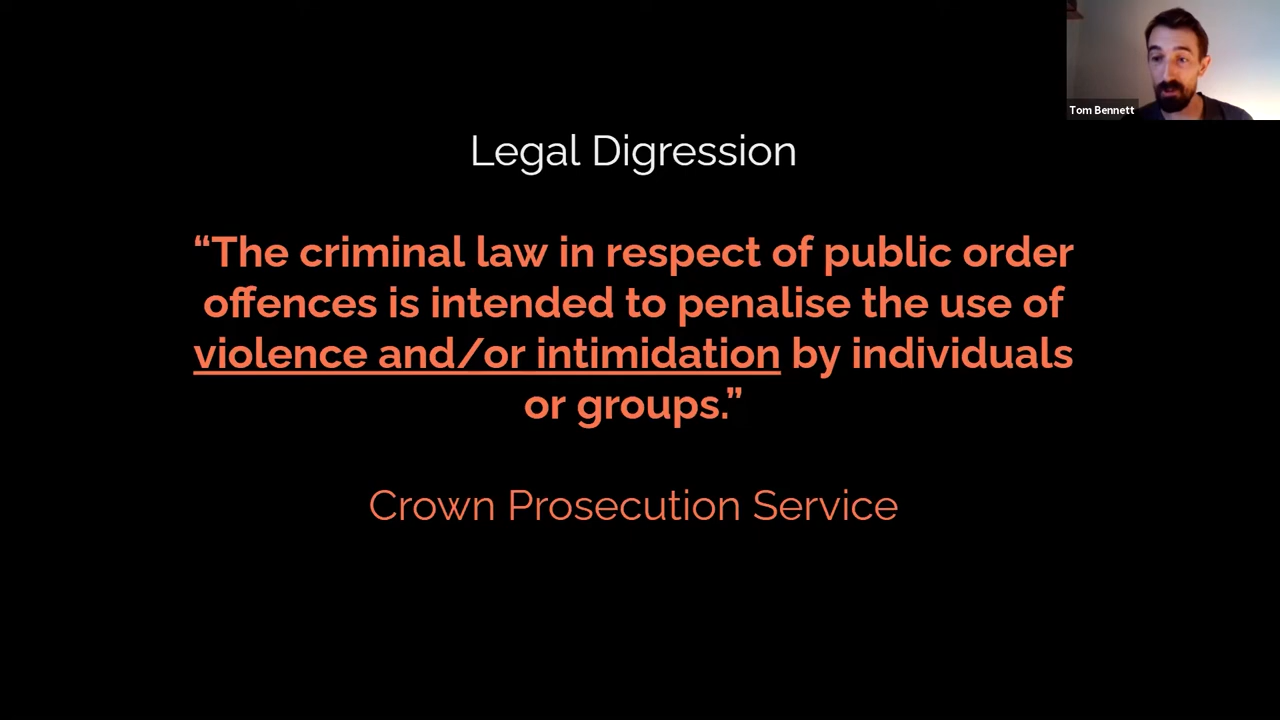 Tom Bennett
Legal Digression
“The criminal law in respect of public order
offences is intended to penalise the use of
violence and/or intimidation by individuals
or groups.”
Crown Prosecution Service